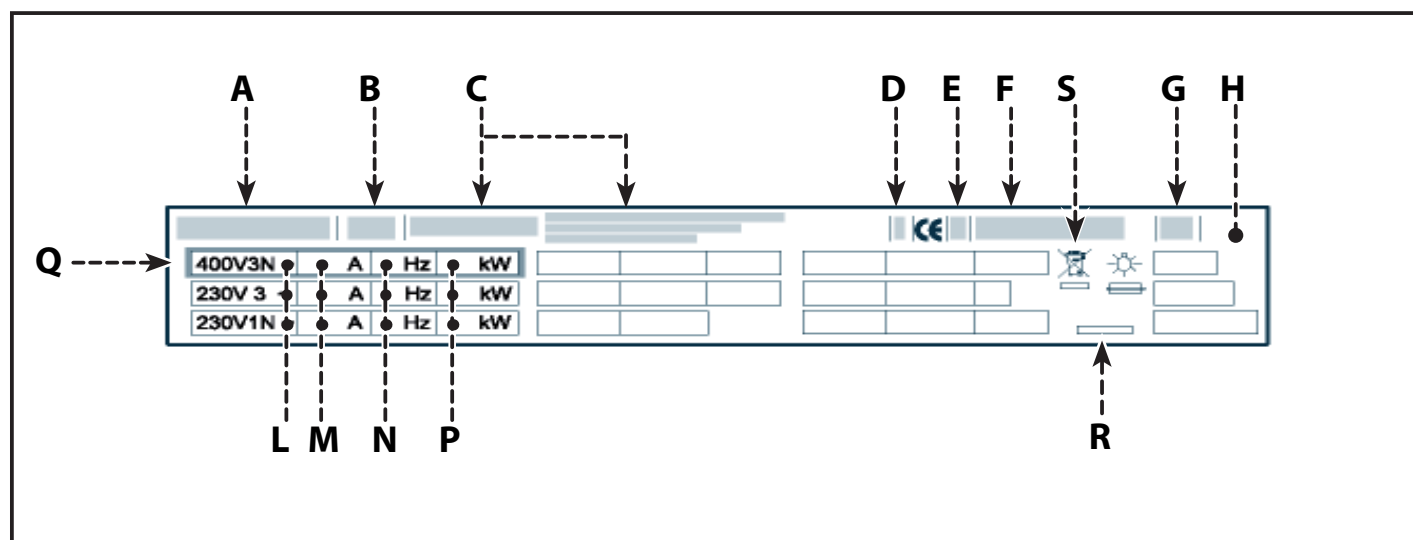 A B C D E F S G H
CE
Q
400V3N A Hz kW
230V 3 A Hz kW
230V1N A Hz kW
L M N P R